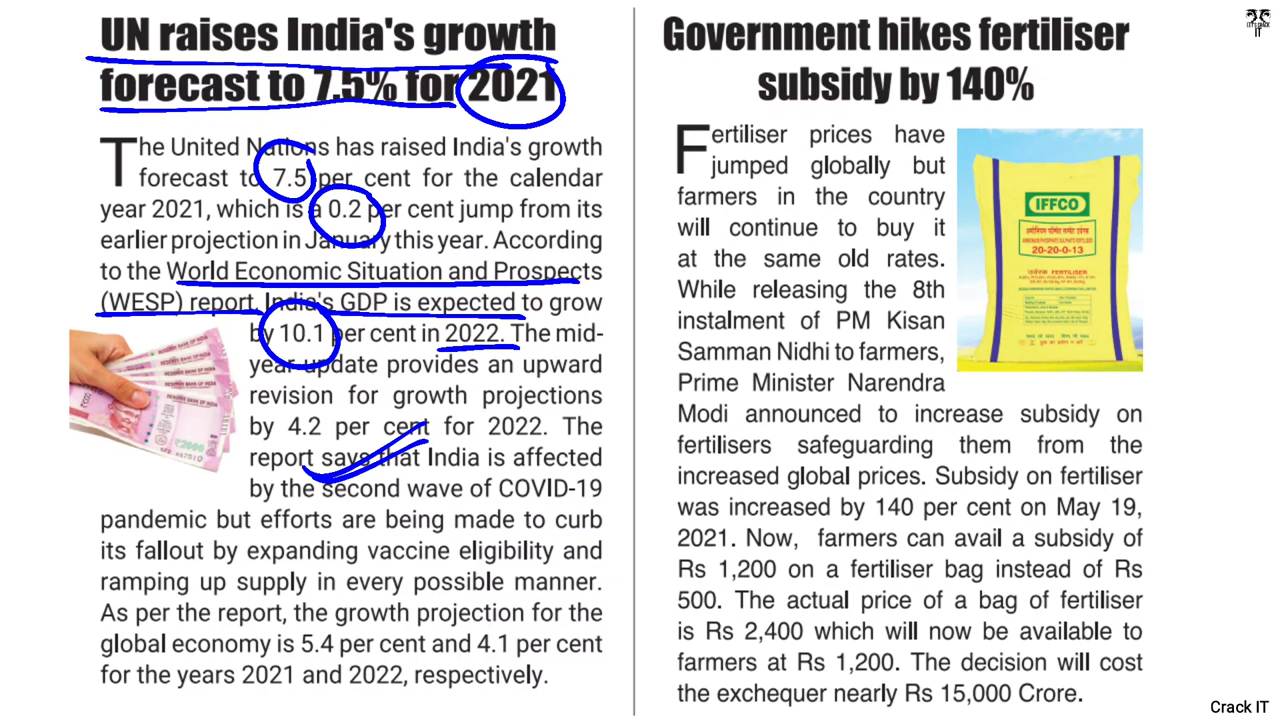 UN raises India's growth
forecast to 7.5% for 2021
The United Nations has raised India's growth
forecast to 7.5 per cent for the calendar
year 2021, which is a 0.2 per cent jump from its
earlier projection in January this year. According
to the World Economic Situation and Prospects
(WESP) report, India's GDP is expected to grow
by 10.1 per cent in 2022. The mid-
year update provides an upward
revision for growth projections
by 4.2 per cent for 2022. The
report says that India is affected
by the second wave of COVID-19
pandemic but efforts are being made to curb
its fallout by expanding vaccine eligibility and
ramping up supply in every possible manner.
As per the report, the growth projection for the
global economy is 5.4 per cent and 4.1 per cent
for the years 2021 and 2022, respectively.
Government hikes fertiliser
subsidy by 140%
Fertiliser prices have
jumped globally but
farmers in the country
will continue to buy it
at the same old rates.
While releasing the 8th
instalment of PM Kisan
Samman Nidhi to farmers,
Prime Minister Narendra
Modi announced to increase subsidy on
fertilisers safeguarding them from the
increased global prices. Subsidy on fertiliser
was increased by 140 per cent on May 19,
2021. Now, farmers can avail a subsidy of
Rs 1,200 on a fertiliser bag instead of Rs
500. The actual price of a bag of fertiliser
is Rs 2,400 which will now be available to
farmers at Rs 1,200. The decision will cost
the exchequer nearly Rs 15,000 Crore.
IFFCO
20-20-0-13
LET'S CRACK
IT
Crack IT